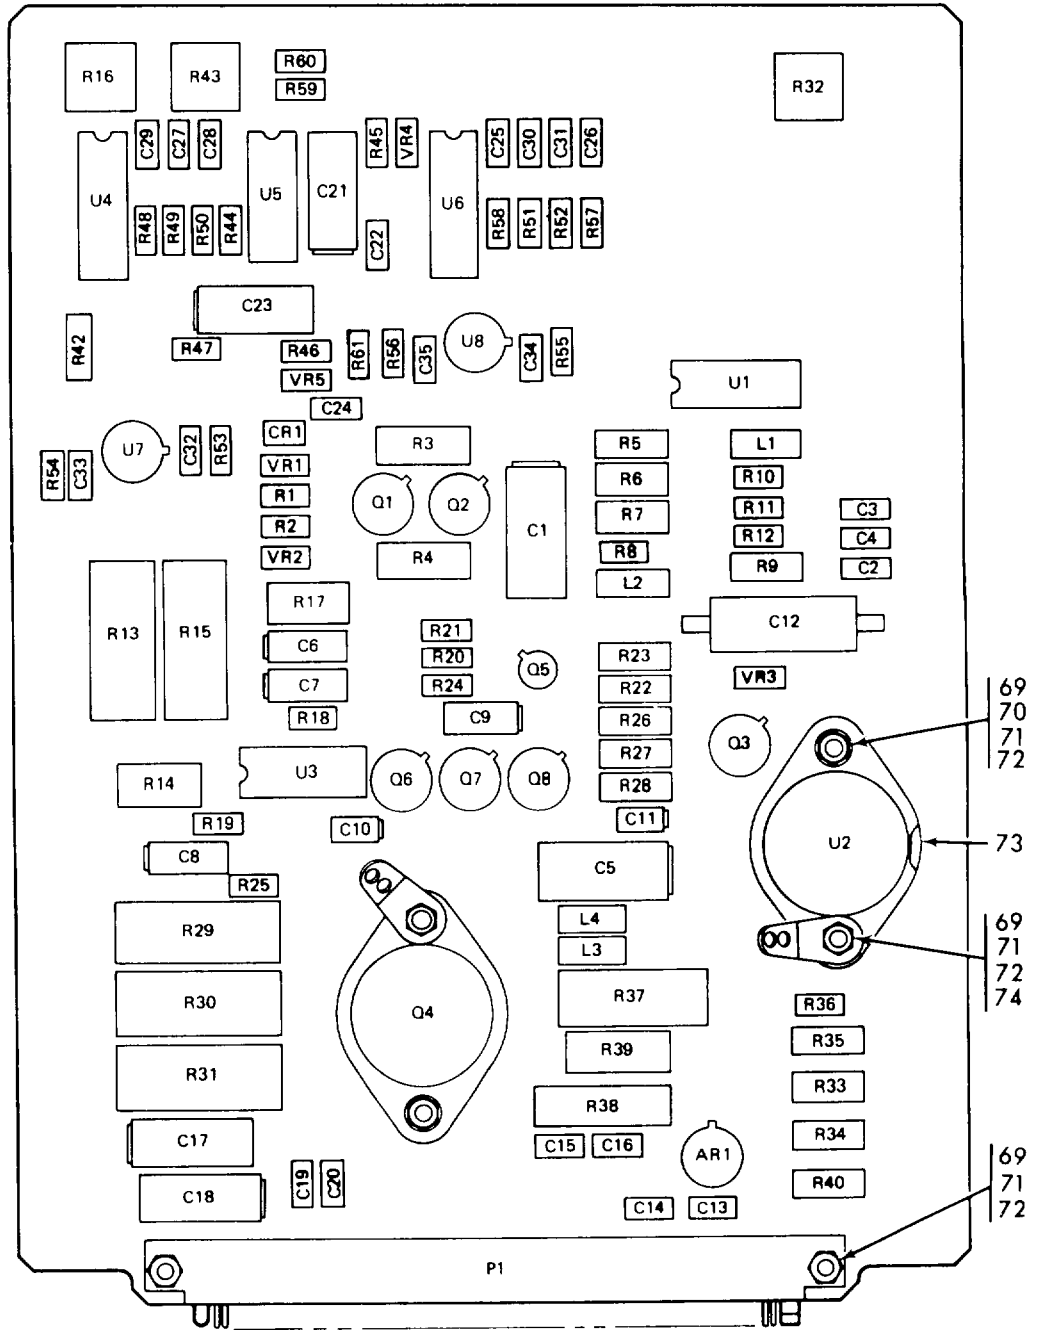 R16
R43
R60
R59
R32
C29
C27
C28
R45
VR4
C25
C30
C31
C26
U4
U5
C21
U6
R48
R49
R50
R44
C22
R58
R51
R52
R57
C23
R42
R47
R46
R61
R56
C35
U8
C34
R55
VR5
U1
C24
CR1
R3
R5
L1
U7
C32
R53
R54
C33
VR1
R1
R2
VR2
Q1
Q2
C1
R6
R7
R8
L2
R10
R11
R12
R9
C3
C4
C2
R4
R13
R15
R17
C6
C7
R18
R21
R20
R24
C9
Q5
R23
R22
R26
R27
R28
C11
C12
VR3
Q3
69
70
71
72
R14
U3
Q6
Q7
Q8
R19
C10
C8
R25
C5
U2
73
R29
L4
L3
69
71
72
74
R30
Q4
R37
R36
R35
R31
R39
R33
R38
R34
C17
C15
C16
AR1
C18
C19
C20
R40
69
71
72
C14
C13
P1